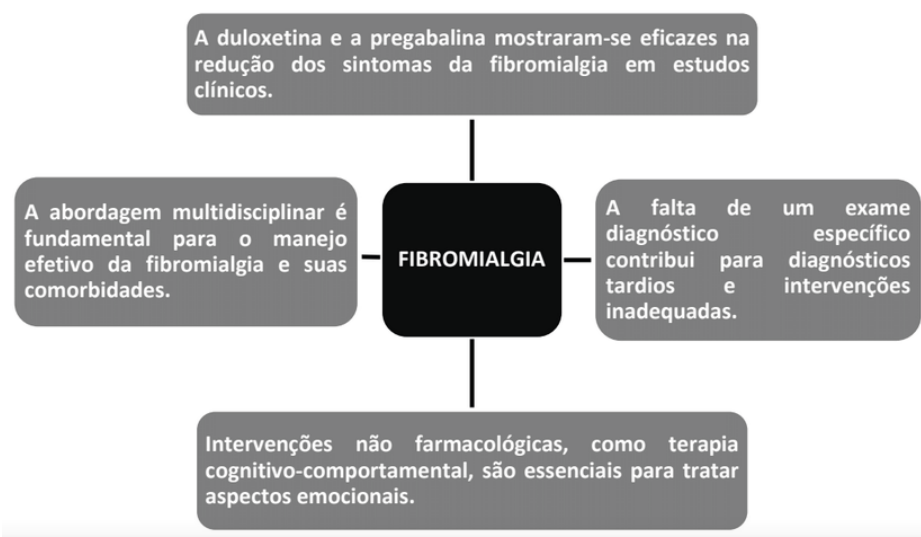 A duloxetina e a pregabalina mostraram-se eficazes na
redução dos sintomas da fibromialgia em estudos
clínicos.
A abordagem multidisciplinar é
fundamental para o manejo
efetivo da fibromialgia e suas
comorbidades.
FIBROMIALGIA
A falta de um exame
diagnóstico específico
contribui para diagnósticos
tardios e intervenções
inadequadas.
Intervenções não farmacológicas, como terapia
cognitivo-comportamental, são essenciais para tratar
aspectos emocionais.